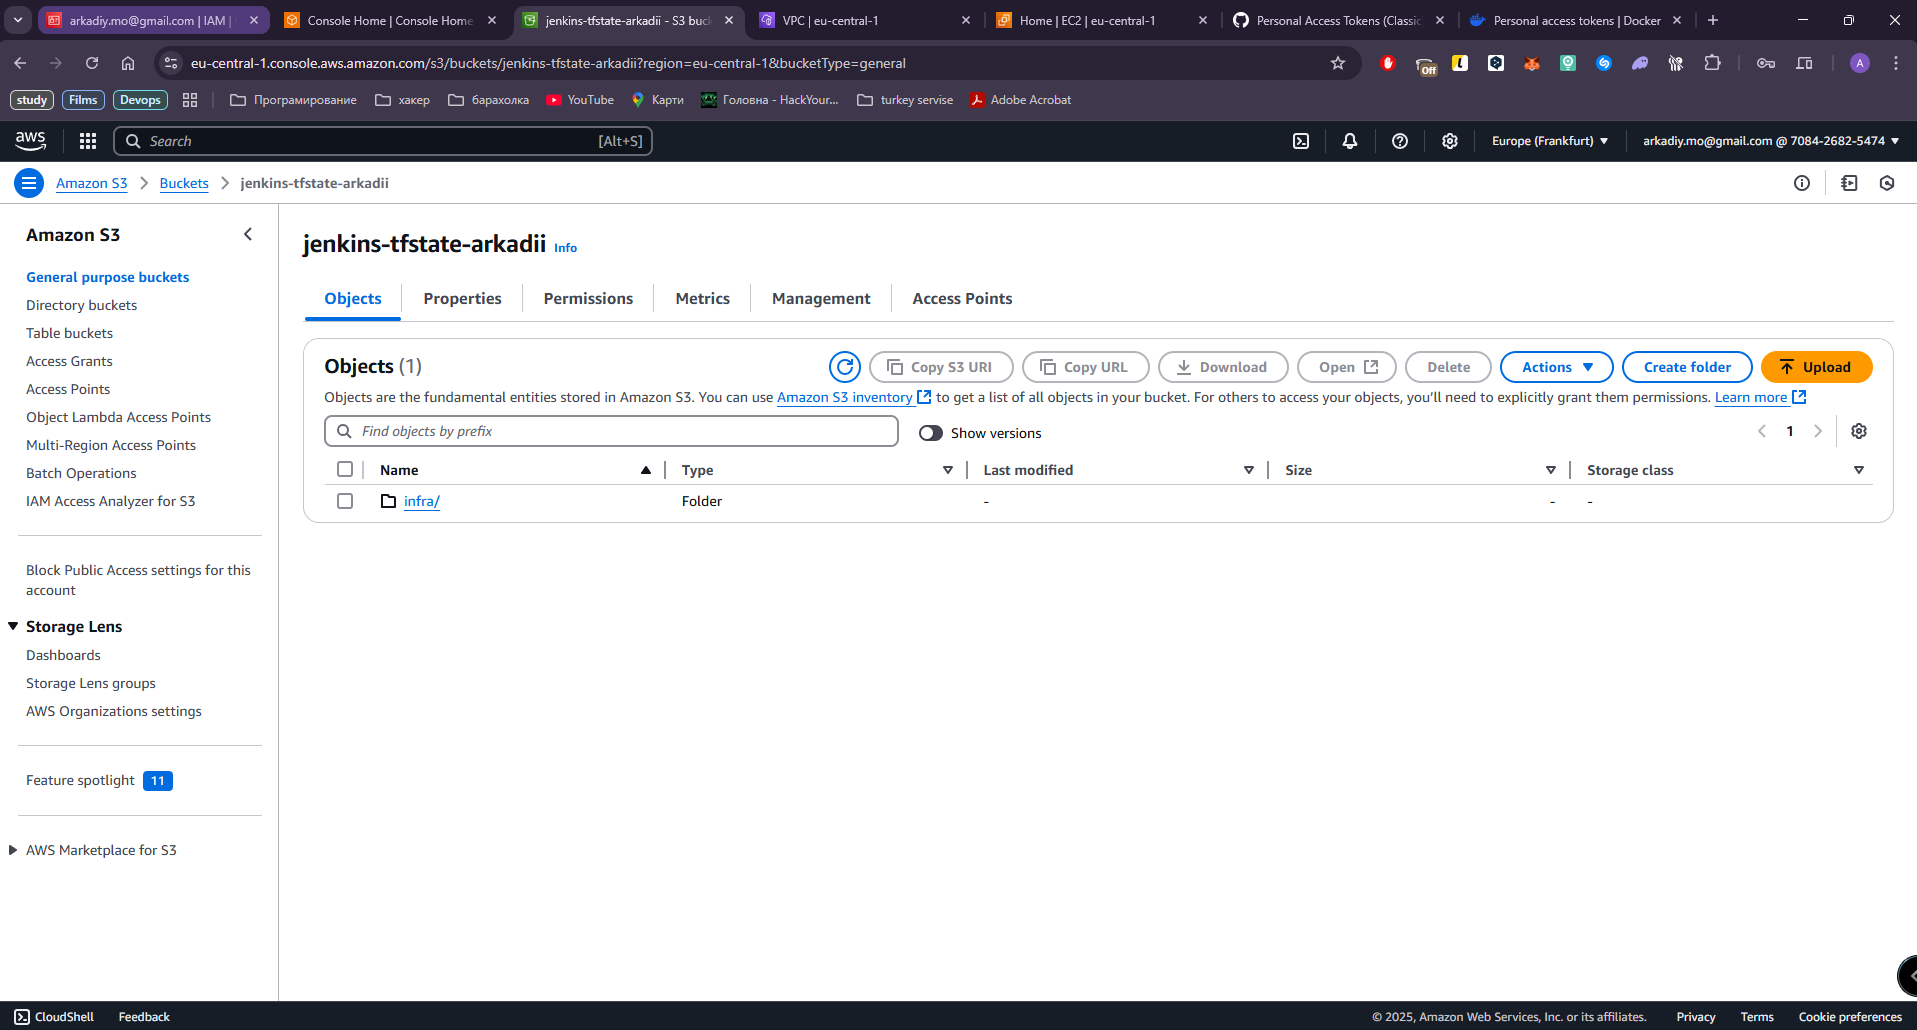 arkadiy.mo@gmail.com | IAM |
Console Home | Console Home
jenkins-tfstate-arkadii - S3 buc
VPC | eu-central-1
Home | EC2 | eu-central-1
Personal Access Tokens (Classic
Personal access tokens | Docker
eu-central-1.console.aws.amazon.com/s3/buckets/jenkins-tfstate-arkadii?region=eu-central-1&bucketType=general
Off
A
study
Films
Devops
Програмирование
хакер
барахолка
YouTube
Карти
Головна - HackYour...
turkey servise
Adobe Acrobat
aws
Search
[Alt+S]
Europe (Frankfurt)
arkadiy.mo@gmail.com @ 7084-2682-5474
Amazon S3
Buckets
jenkins-tfstate-arkadii
Amazon S3
General purpose buckets
Directory buckets
Table buckets
Access Grants
Access Points
Object Lambda Access Points
Multi-Region Access Points
Batch Operations
IAM Access Analyzer for S3
Block Public Access settings for this
account
Storage Lens
Dashboards
Storage Lens groups
AWS Organizations settings
Feature spotlight 11
AWS Marketplace for S3
jenkins-tfstate-arkadii Info
Objects
Properties
Permissions
Metrics
Management
Access Points
Objects (1)
Copy S3 URI
Copy URL
Download
Open
Delete
Actions
Create folder
Upload
Objects are the fundamental entities stored in Amazon S3. You can use Amazon S3 inventory to get a list of all objects in your bucket. For others to access your objects, you'll need to explicitly grant them permissions. Learn more
Find objects by prefix
Show versions
1
Name
Type
Last modified
Size
Storage class
infra/
Folder
-
-
-
CloudShell
Feedback
© 2025, Amazon Web Services, Inc. or its affiliates.
Privacy
Terms
Cookie preferences